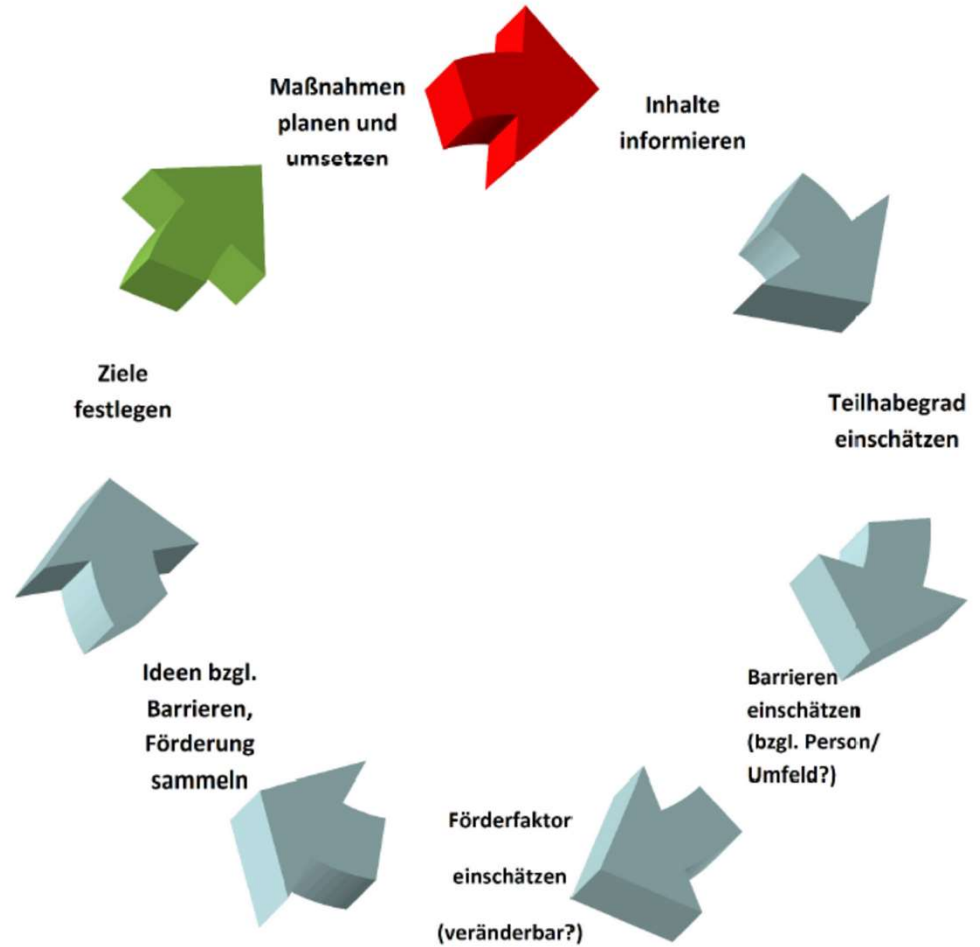 Maßnahmen
planen und
umsetzen
Inhalte
informieren
Teilhabegrad
einschätzen
Barrieren
einschätzen
(bzgl. Person/
Umfeld?)
Förderfaktor
einschätzen
(veränderbar?)
Ideen bzgl.
Barrieren,
Förderung
sammeln
Ziele
festlegen